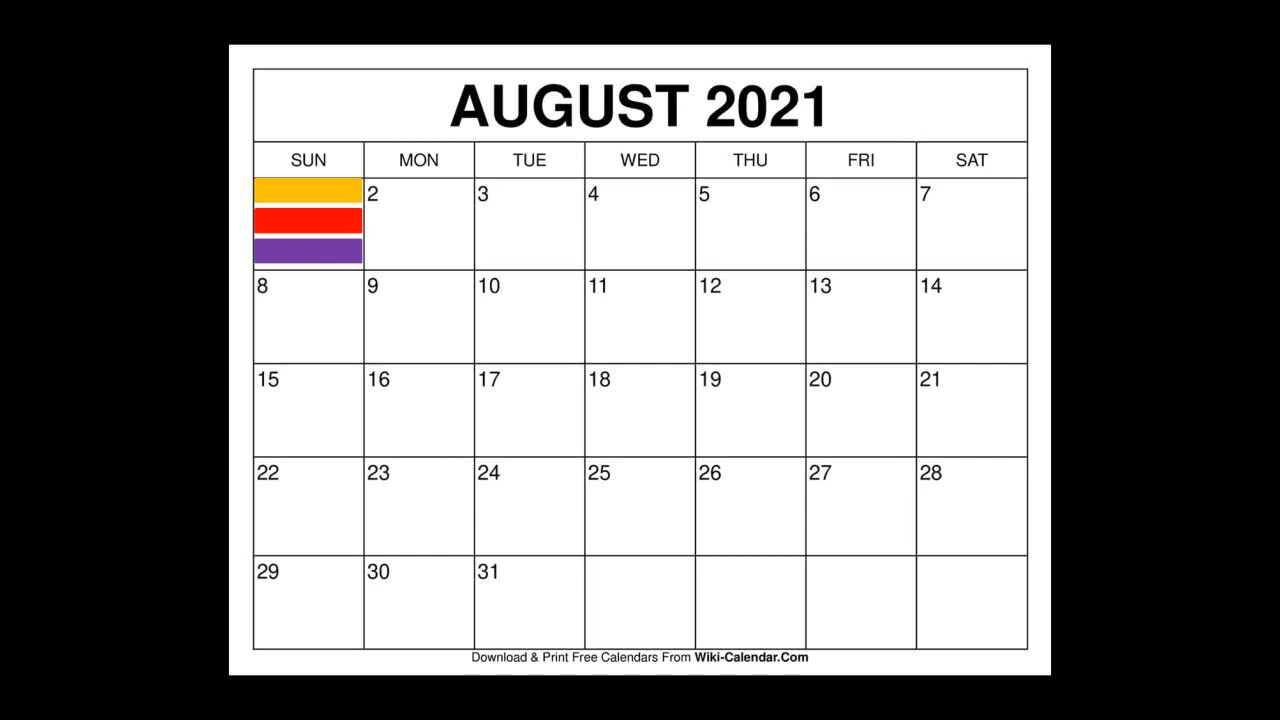 AUGUST 2021
SUN MON TUE WED THU FRI SAT
2 3 4 5 6 7
8 9 10 11 12 13 14
15 16 17 18 19 20 21
22 23 24 25 26 27 28
29 30 31
Download & Print Free Calendars From Wiki-Calendar.Com